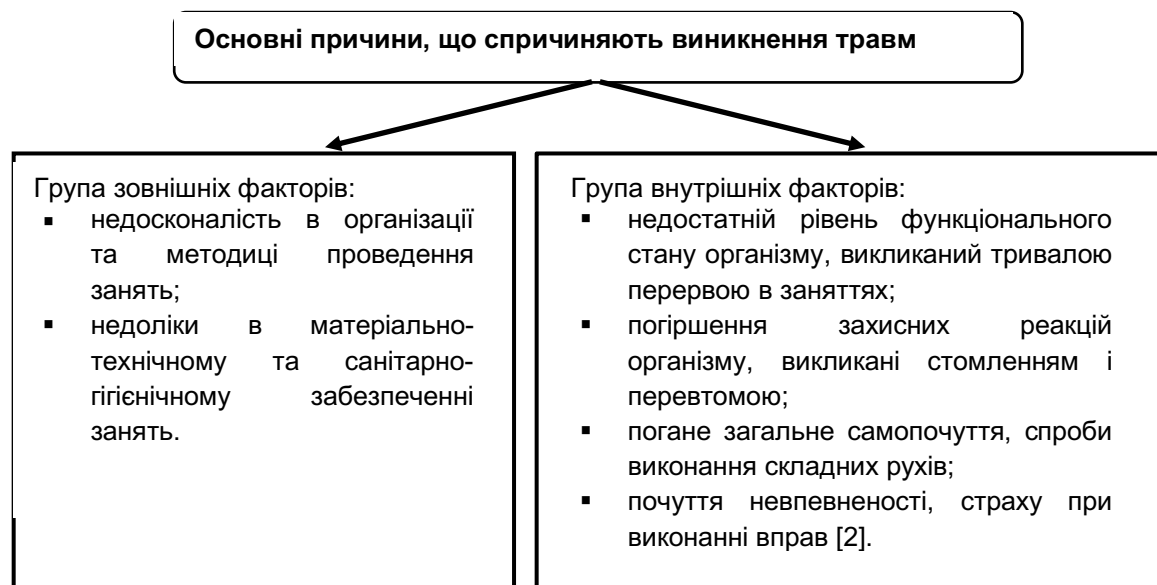 Основні причини, що спричиняють виникнення травм
Група зовнішніх факторів:
▪ недосконалість в організації
та методиці проведення
занять;
▪ недоліки в матеріально-
технічному та санітарно-
гігієнічному забезпеченні
занять.
Група внутрішніх факторів:
▪ недостатній рівень функціонального
стану організму, викликаний тривалою
перервою в заняттях;
▪ погіршення захисних реакцій
організму, викликані стомленням і
перевтомою;
▪ погане загальне самопочуття, спроби
виконання складних рухів;
▪ почуття невпевненості, страху при
виконанні вправ [2].